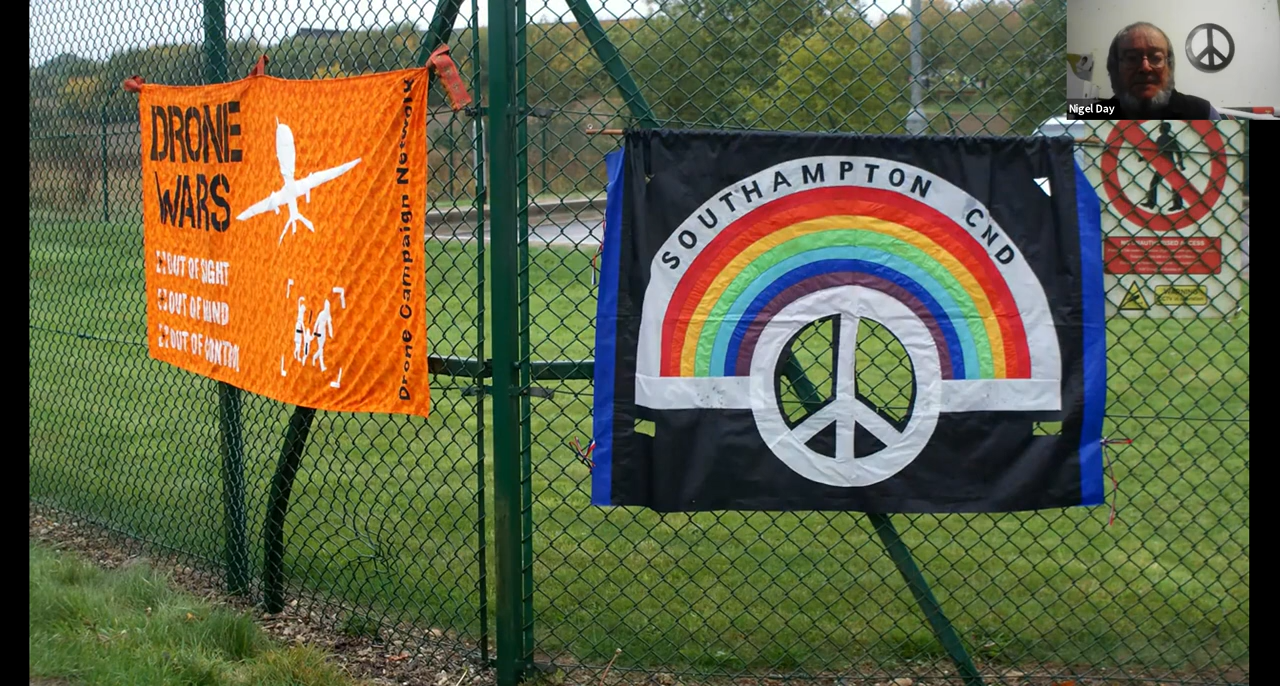 DRONE
WARS
OUT OF SIGHT
OUT OF MIND
OUT OF CONTROL
Drone Campaign Network
SOUTHAMPTON CND
Nigel Day